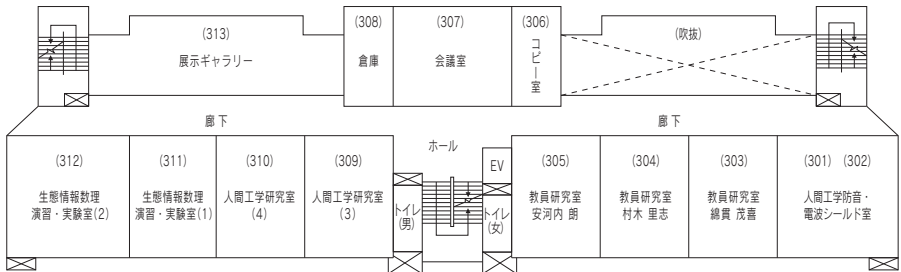 (313)
展示ギャラリー
(308)
倉庫
(307)
会議室
(306)
コピー室
(吹抜)
廊下
ホール
廊下
(312)
生態情報数理
演習・実験室(2)
(311)
生態情報数理
演習・実験室(1)
(310)
人間工学研究室
(4)
(309)
人間工学研究室
(3)
トイレ
(男)
EV
トイレ
(女)
(305)
教員研究室
安河内 朗
(304)
教員研究室
村木 里志
(303)
教員研究室
綿貫 茂喜
(301) (302)
人間工学防音・
電波シールド室